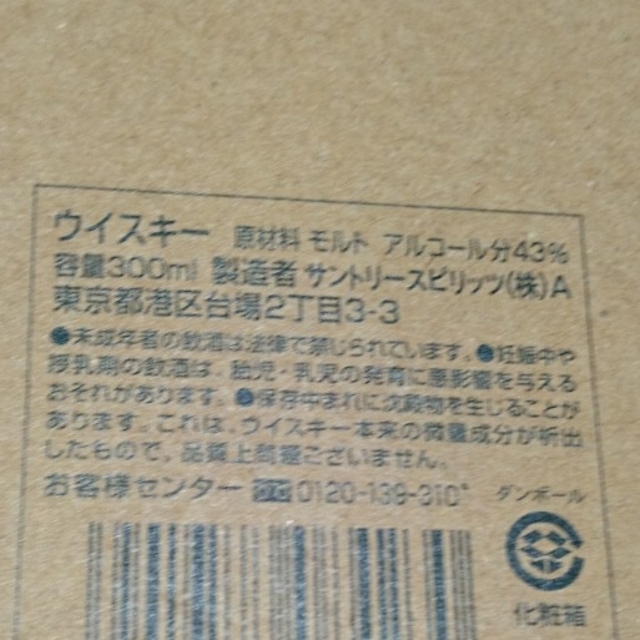 ウイスキー 原材料 モルト アルコール分43%
容量300ml 製造者 サントリースピリッツ(株)A
東京都港区台場2丁目3-3
●未成年者の飲酒は法律で禁じられています。●妊娠中や
授乳期の飲酒は、胎児・乳児の発育に悪影響を与える
おそれがあります。●保存中まれに沈殿物を生じることが
あります。これは、ウイスキー本来の微量成分が析出
したもので、品質上問題ございません。
お客様センター 0120-139-310
ダンボール
化粧箱